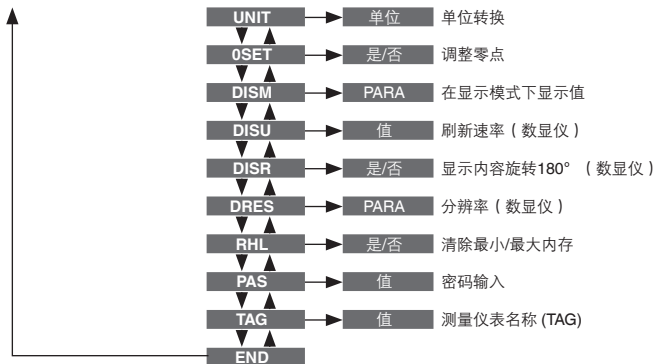 UNIT 单位 单位转换
0SET 是/否 调整零点
DISM PARA 在显示模式下显示值
DISU 值 刷新速率（数显仪）
DISR 是/否 显示内容旋转180° （数显仪）
DRES PARA 分辨率（数显仪）
RHL 是/否 清除最小/最大内存
PAS 值 密码输入
TAG 值 测量仪表名称 (TAG)
END